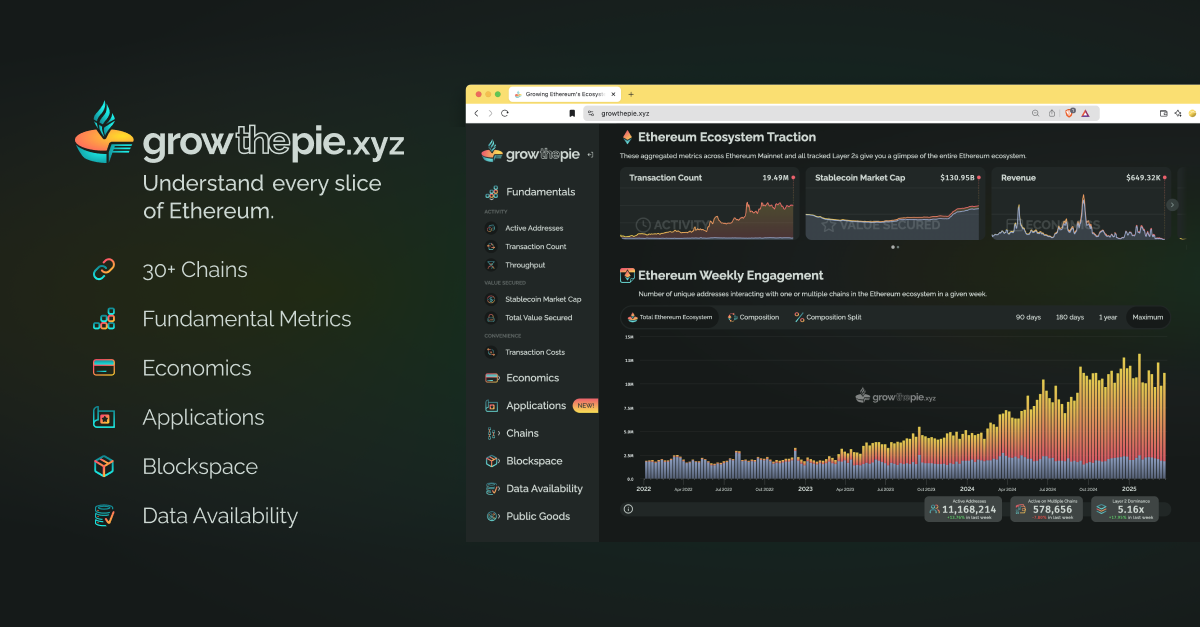 growthepie.xyz
Understand every slice
of Ethereum.
30+ Chains
Fundamental Metrics
Economics
Applications
Blockspace
Data Availability
Growing Ethereum's Ecosyst
growthepie.xyz
growthepie
Fundamentals
ACTIVITY
Active Addresses
Transaction Count
Throughput
VALUE SECURED
Stablecoin Market Cap
Total Value Secured
CONVENIENCE
Transaction Costs
Economics
Applications NEW!
Chains
Blockspace
Data Availability
Public Goods
Ethereum Ecosystem Traction
These aggregated metrics across Ethereum Mainnet and all tracked Layer 2s give you a glimpse of the entire Ethereum ecosystem.
Transaction Count 19.49M
ACTIVITY
Stablecoin Market Cap $130.95B
VALUE SECURED
Revenue $649.32K
ECONOMICS
Ethereum Weekly Engagement
Number of unique addresses interacting with one or multiple chains in the Ethereum ecosystem in a given week.
Total Ethereum Ecosystem Composition Composition Split
90 days 180 days 1 year Maximum
15M
10M
7.5M
5.0M
2.5M
0.0
growthepie.xyz
2022 Apr 2022 Jul 2022 Oct 2022 2023 Apr 2023 Jul 2023 Oct 2023 2024 Apr 2024 Jul 2024 Oct 2024 2025
Active Addresses
11,168,214
in last week
Active on Multiple Chains
578,656
in last week
Layer 2 Dominance
5.16x
in last week